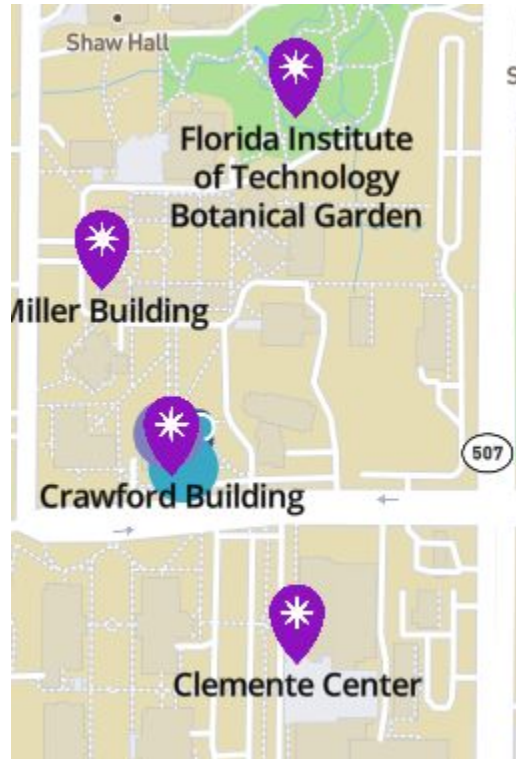 Shaw Hall
S
Florida Institute
of Technology
Botanical Garden
Miller Building
507
Crawford Building
Clemente Center